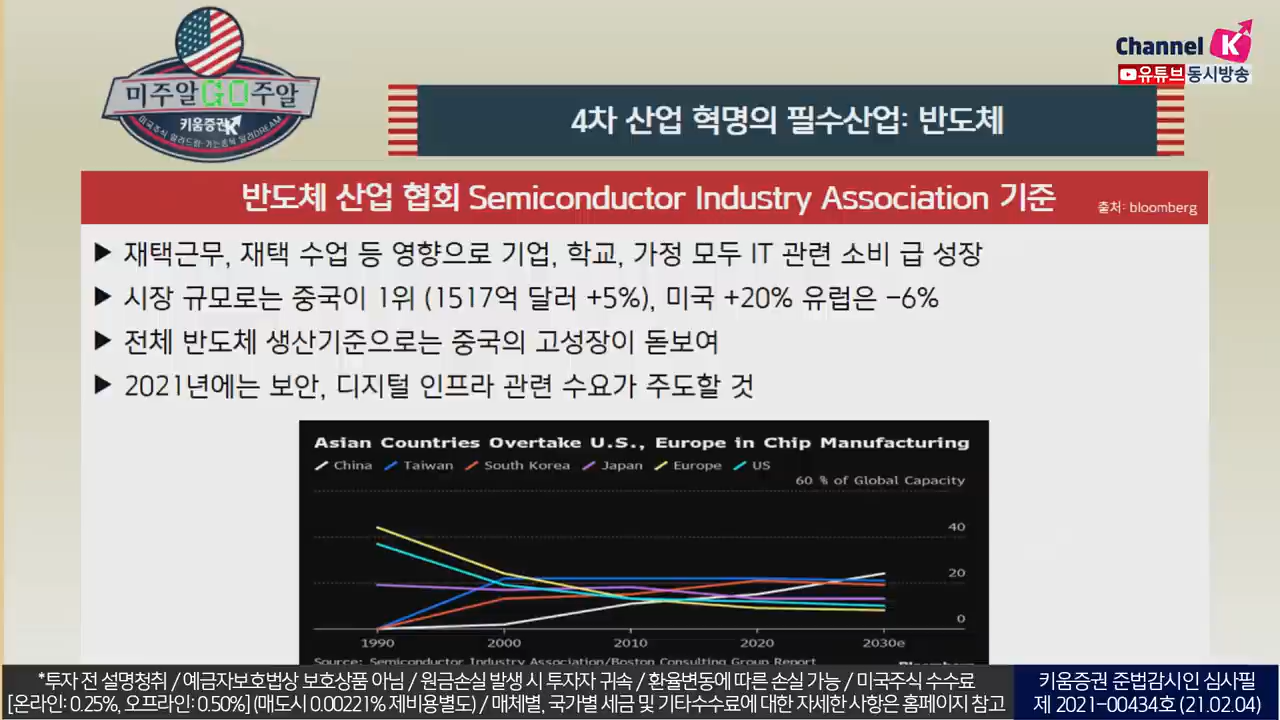 미주알GO주알
키움증권
Channel K
유튜브 동시방송
4차 산업 혁명의 필수산업: 반도체
반도체 산업 협회 Semiconductor Industry Association 기준
출처: bloomberg
▶ 재택근무, 재택 수업 등 영향으로 기업, 학교, 가정 모두 IT 관련 소비 급 성장
▶ 시장 규모로는 중국이 1위 (1517억 달러 +5%), 미국 +20% 유럽은 -6%
▶ 전체 반도체 생산기준으로는 중국의 고성장이 돋보여
▶ 2021년에는 보안, 디지털 인프라 관련 수요가 주도할 것
Asian Countries Overtake U.S., Europe in Chip Manufacturing
China Taiwan South Korea Japan Europe US
60 % of Global Capacity
40
20
0
1990 2000 2010 2020 2030e
Source: Semiconductor Industry Association/Boston Consulting Group Report
Bloomberg
*투자 전 설명청취 / 예금자보호법상 보호상품 아님 / 원금손실 발생 시 투자자 귀속 / 환율변동에 따른 손실 가능 / 미국주식 수수료
[온라인: 0.25%, 오프라인: 0.50%] (매도시 0.00221% 제비용별도) / 매체별, 국가별 세금 및 기타수수료에 대한 자세한 사항은 홈페이지 참고
키움증권 준법감시인 심사필
제 2021-00434호 (21.02.04)